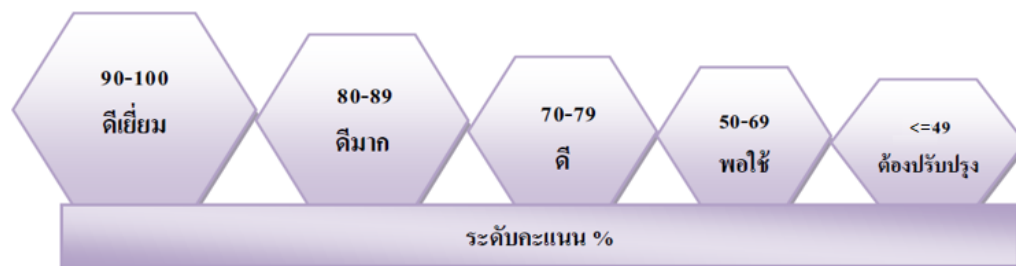 90-100
ดีเยี่ยม
80-89
ดีมาก
70-79
ดี
50-69
พอใช้
<=49
ต้องปรับปรุง
ระดับคะแนน %